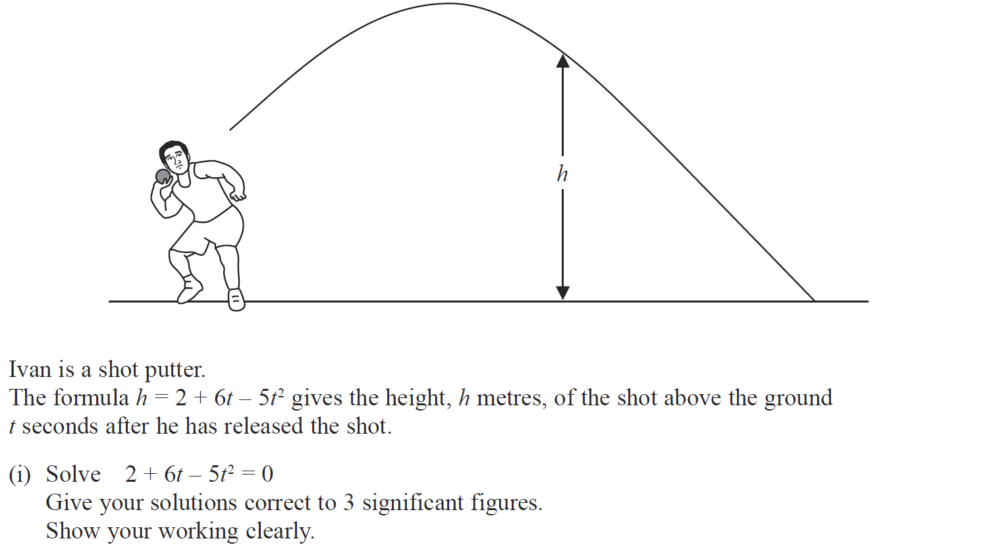 h
Ivan is a shot putter.
The formula h = 2 + 6t – 5t² gives the height, h metres, of the shot above the ground
t seconds after he has released the shot.
(i) Solve 2 + 6t – 5t² = 0
Give your solutions correct to 3 significant figures.
Show your working clearly.